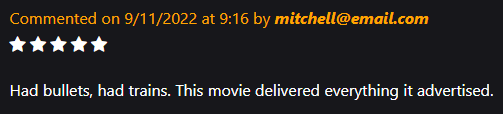 Commented on 9/11/2022 at 9:16 by mitchell@email.com
Had bullets, had trains. This movie delivered everything it advertised.